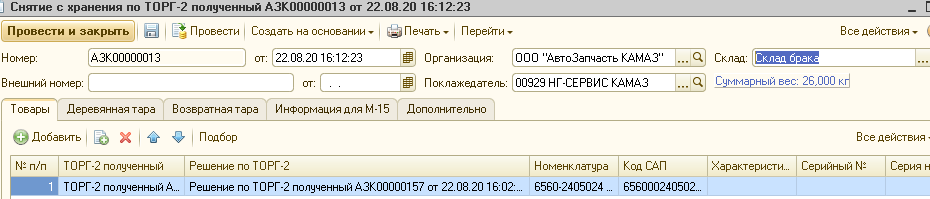 Снятие с хранения по ТОРГ-2 полученный АЗК00000013 от 22.08.20 16:12:23
Провести и закрыть Провести Создать на основании Печать Перейти Все действия
Номер: АЗК00000013 от: 22.08.20 16:12:23 Организация: ООО "АвтоЗапчасть КАМАЗ" ... Склад: Склад брака
Внешний номер: от: . . Поклажедатель: 00929 НГ-СЕРВИС КАМАЗ ... Суммарный вес: 26,000 кг
Товары Деревянная тара Возвратная тара Информация для М-15 Дополнительно
Добавить Подбор Все действия
№ п/п ТОРГ-2 полученный Решение по ТОРГ-2 Номенклатура Код САП Характеристи... Серийный № Серия н
1 ТОРГ-2 полученный А... Решение по ТОРГ-2 полученный АЗК00000157 от 22.08.20 16:02:... 6560-2405024 ... 656000240502...